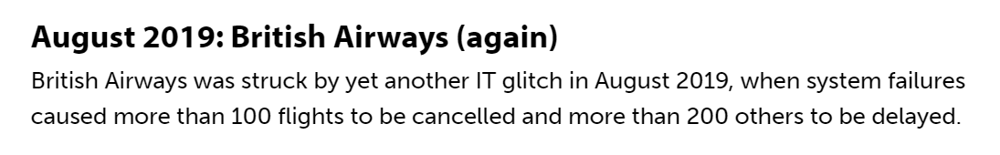 August 2019: British Airways (again)
British Airways was struck by yet another IT glitch in August 2019, when system failures
caused more than 100 flights to be cancelled and more than 200 others to be delayed.